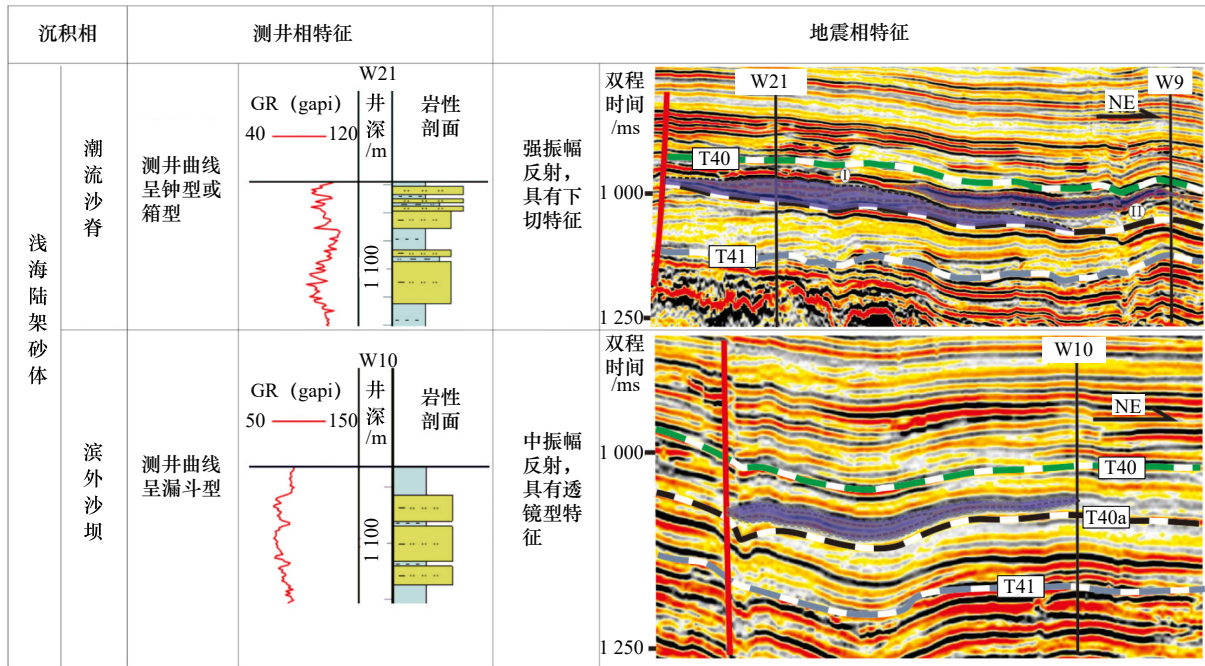 沉积相
测井相特征
地震相特征
浅海陆架砂体
潮流沙脊
测井曲线
呈钟型或
箱型
W21
GR（gapi）
40
120
井深/m
岩性
剖面
1 100
强振幅
反射，
具有下
切特征
双程
时间
/ms
W21
W9
NE
T40
I
1 000
II
T41
1 250
滨外沙坝
测井曲线
呈漏斗型
W10
GR（gapi）
50
150
井深/m
岩性
剖面
1 100
中振幅
反射，
具有透
镜型特
征
双程
时间
/ms
W10
NE
1 000
T40
T40a
T41
1 250